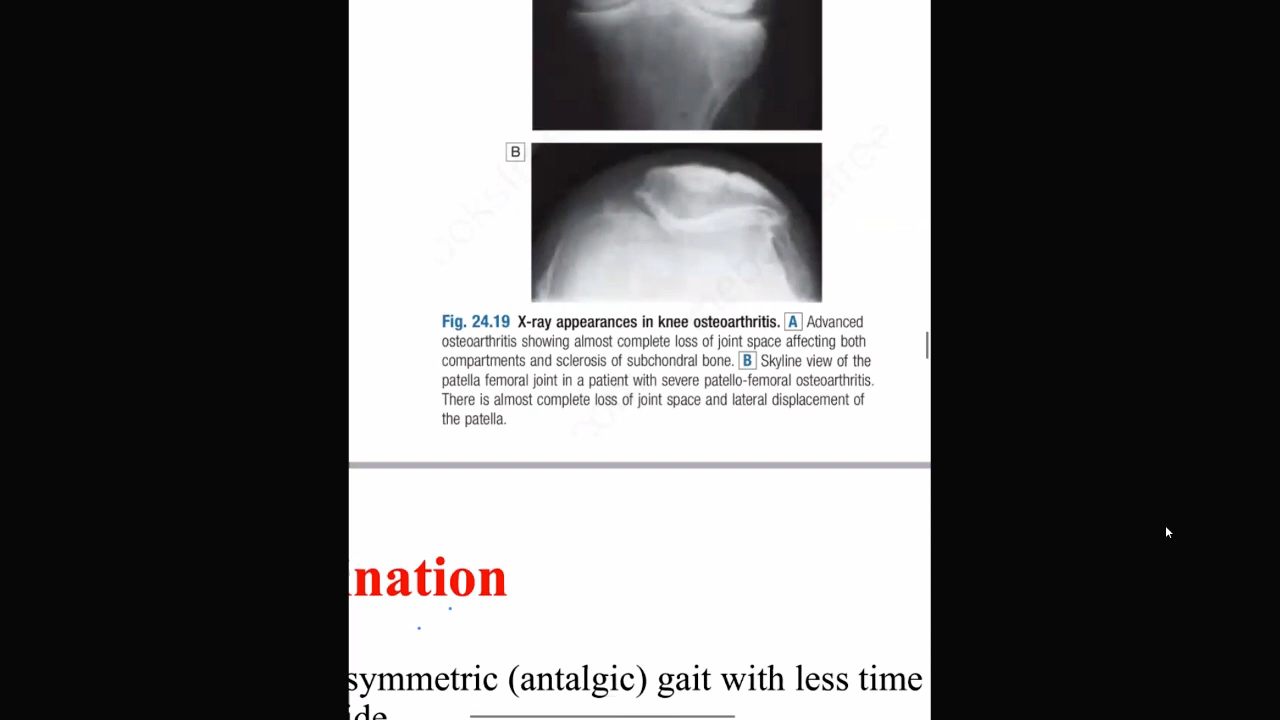 B
Fig. 24.19 X-ray appearances in knee osteoarthritis. A Advanced
osteoarthritis showing almost complete loss of joint space affecting both
compartments and sclerosis of subchondral bone. B Skyline view of the
patella femoral joint in a patient with severe patello-femoral osteoarthritis.
There is almost complete loss of joint space and lateral displacement of
the patella.
ination
symmetric (antalgic) gait with less time
ide